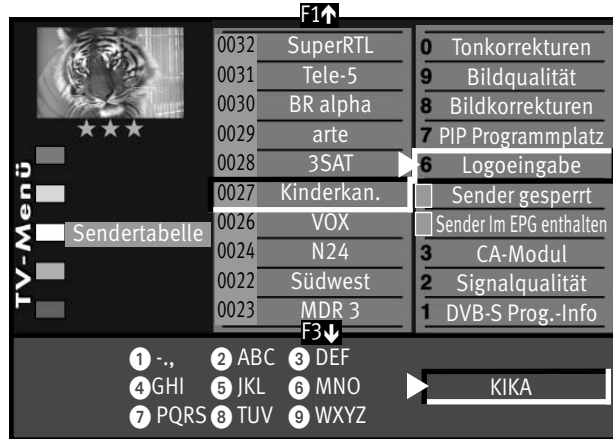 F1↑
TV-Menü
Sendertabelle
0032 SuperRTL
0031 Tele-5
0030 BR alpha
0029 arte
0028 3SAT
0027 Kinderkan.
0026 VOX
0024 N24
0022 Südwest
0023 MDR 3
F3↓
0 Tonkorrekturen
9 Bildqualität
8 Bildkorrekturen
7 PIP Programmplatz
6 Logoeingabe
Sender gesperrt
Sender Im EPG enthalten
3 CA-Modul
2 Signalqualität
1 DVB-S Prog.-Info
1 -., 2 ABC 3 DEF
4 GHI 5 JKL 6 MNO
7 PQRS 8 TUV 9 WXYZ
KIKA